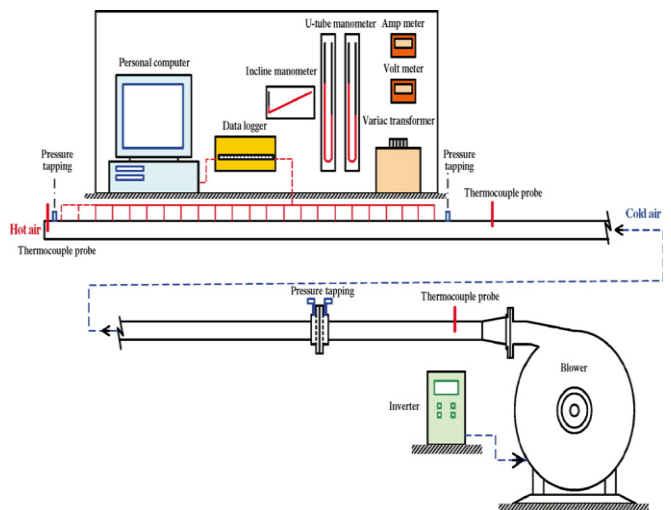 U-tube manometer
Amp meter
Personal computer
Incline manometer
Volt meter
Data logger
Variac transformer
Pressure
tapping
Pressure
tapping
Thermocouple probe
Cold air
Hot air
Thermocouple probe
Pressure tapping
Thermocouple probe
Blower
Inverter